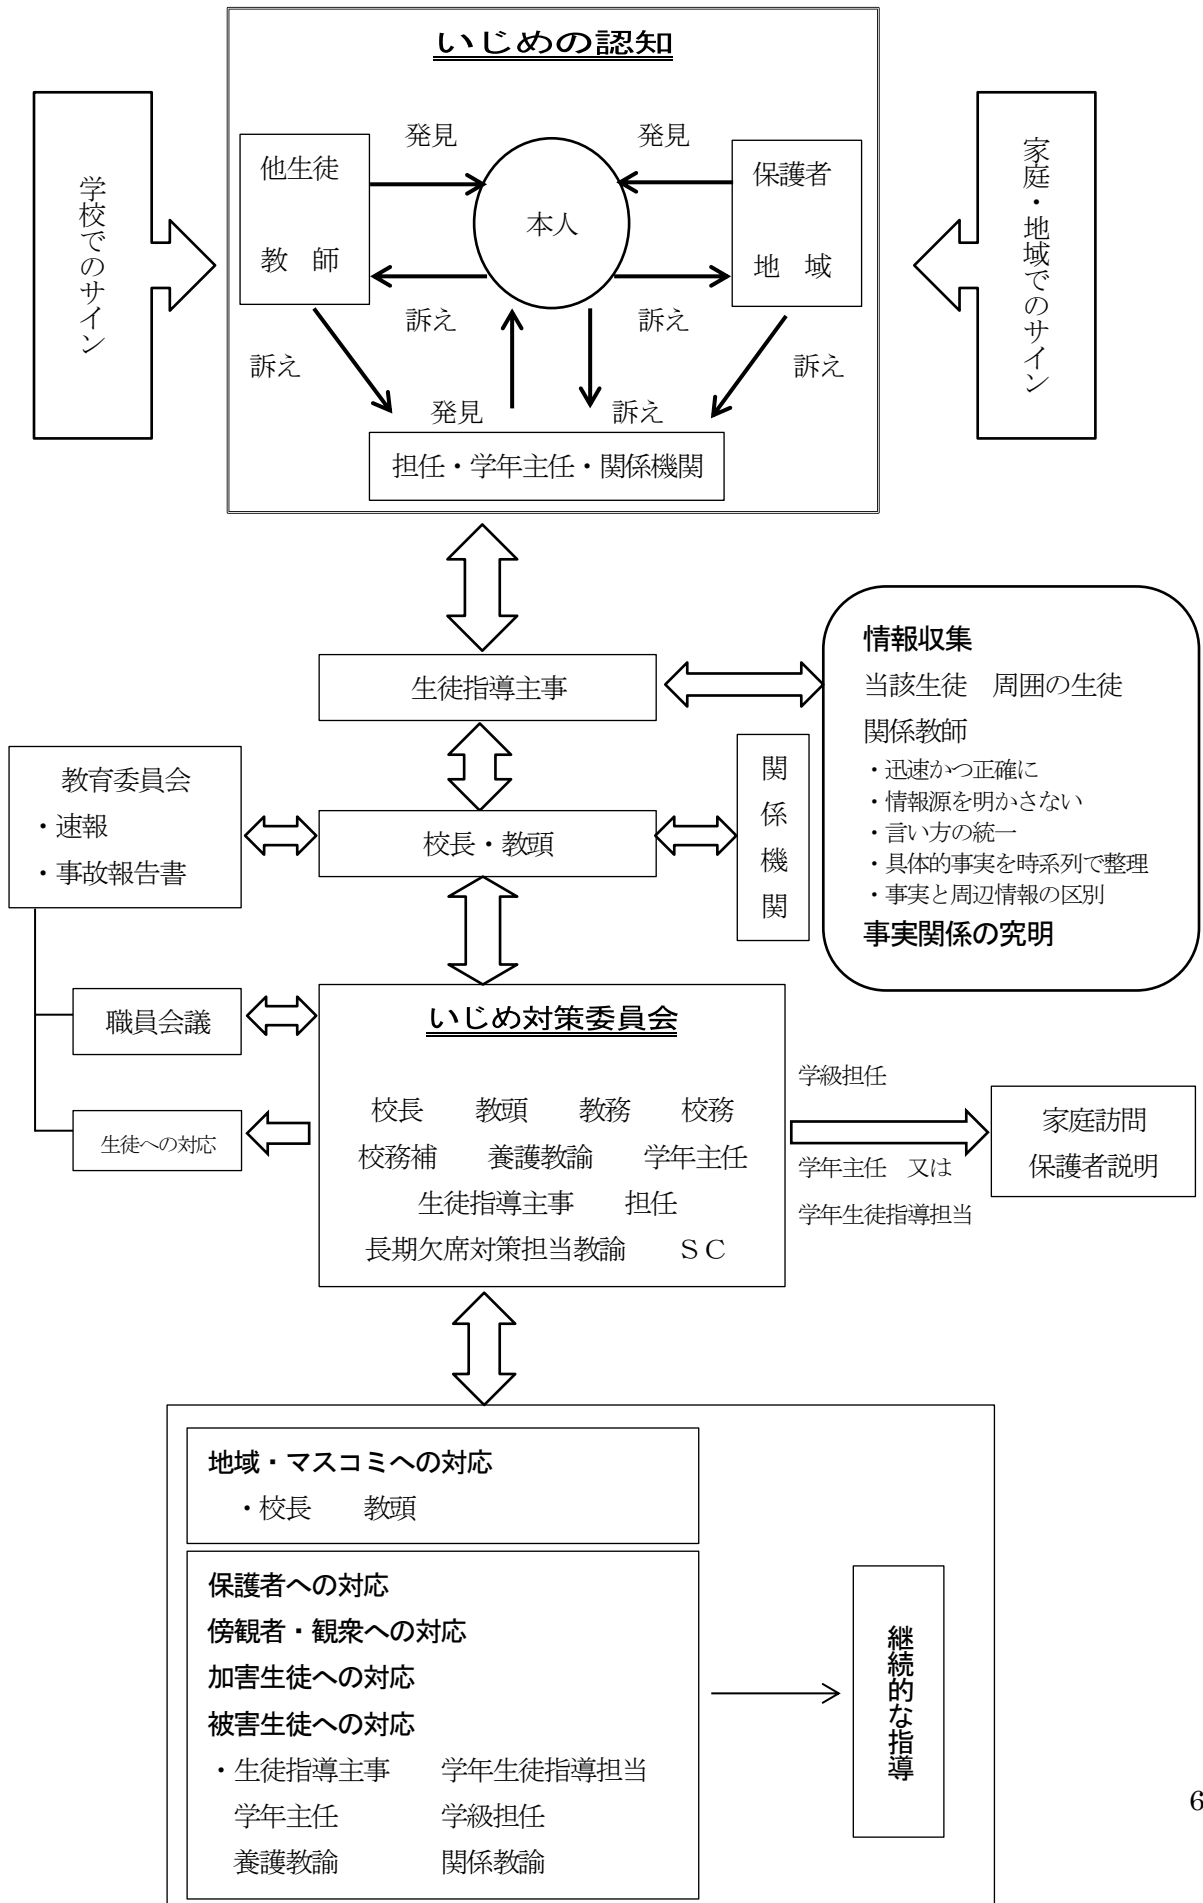 いじめの認知
学校でのサイン
家庭・地域でのサイン
発見
発見
他生徒
教　師
本人
保護者
地　域
訴え
訴え
訴え
訴え
発見
訴え
担任・学年主任・関係機関
生徒指導主事
情報収集
当該生徒　周囲の生徒
関係教師
・迅速かつ正確に
・情報源を明かさない
・言い方の統一
・具体的事実を時系列で整理
・事実と周辺情報の区別
事実関係の究明
教育委員会
・速報
・事故報告書
校長・教頭
関係機関
職員会議
生徒への対応
いじめ対策委員会
校長　　教頭　　教務　　校務
校務補　　養護教諭　　学年主任
生徒指導主事　　担任
長期欠席対策担当教諭　　ＳＣ
学級担任
学年主任　又は
学年生徒指導担当
家庭訪問
保護者説明
地域・マスコミへの対応
・校長　　教頭
保護者への対応
傍観者・観衆への対応
加害生徒への対応
被害生徒への対応
・生徒指導主事　　学年生徒指導担当
学年主任　　　　学級担任
養護教諭　　　　関係教諭
継続的な指導
6